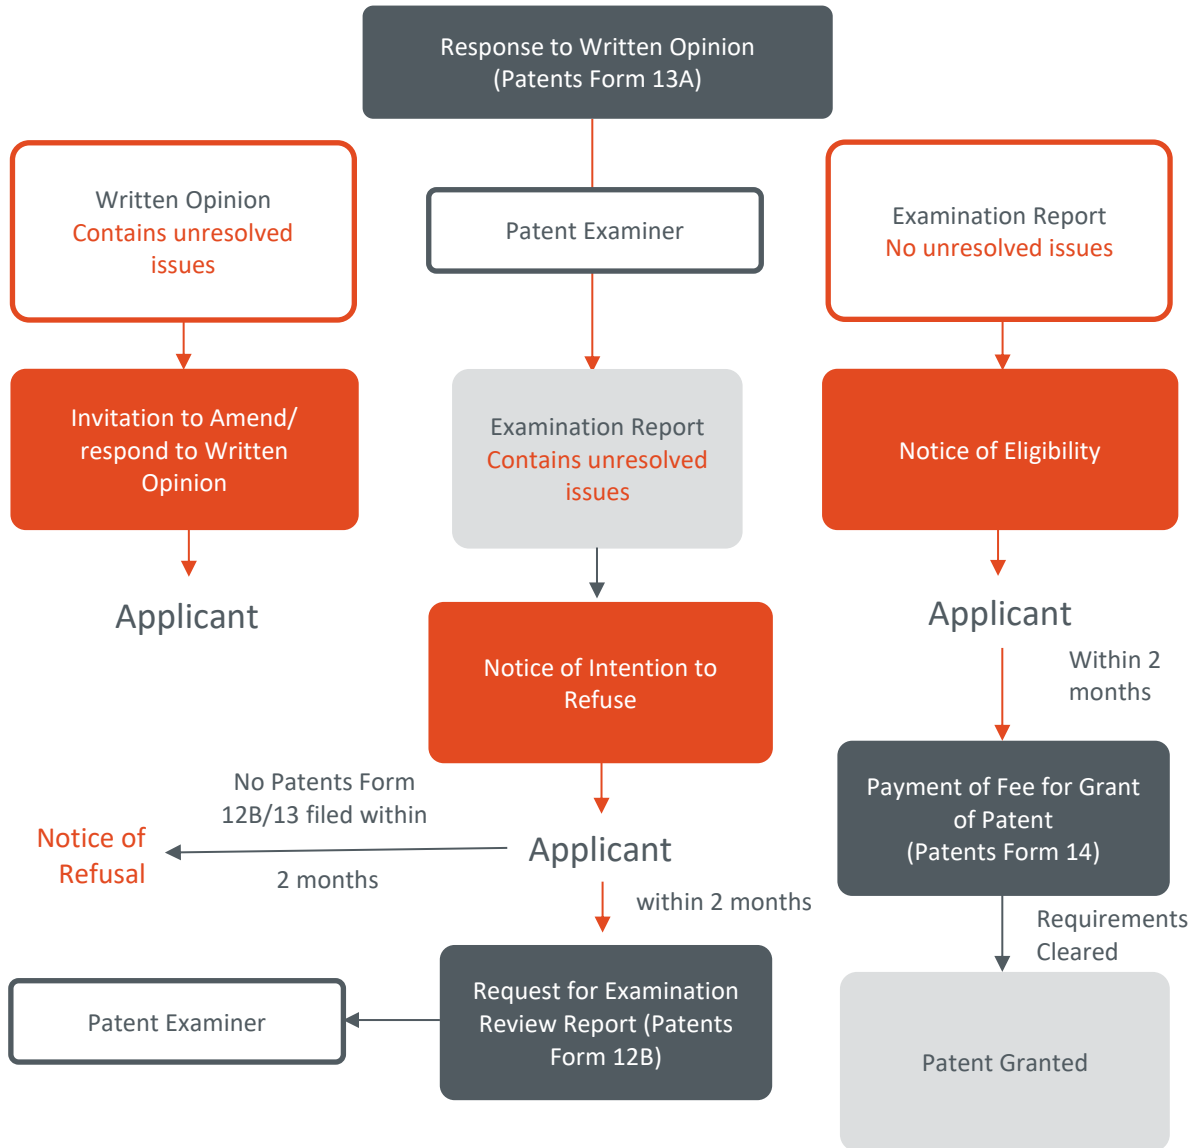 Response to Written Opinion
(Patents Form 13A)
Written Opinion
Contains unresolved
issues
Patent Examiner
Examination Report
No unresolved issues
Invitation to Amend/
respond to Written
Opinion
Examination Report
Contains unresolved
issues
Notice of Eligibility
Applicant
Applicant
Notice of Intention to
Refuse
Within 2
months
No Patents Form
12B/13 filed within
Notice of
Refusal
2 months
Applicant
within 2 months
Payment of Fee for Grant
of Patent
(Patents Form 14)
Requirements
Cleared
Patent Examiner
Request for Examination
Review Report (Patents
Form 12B)
Patent Granted